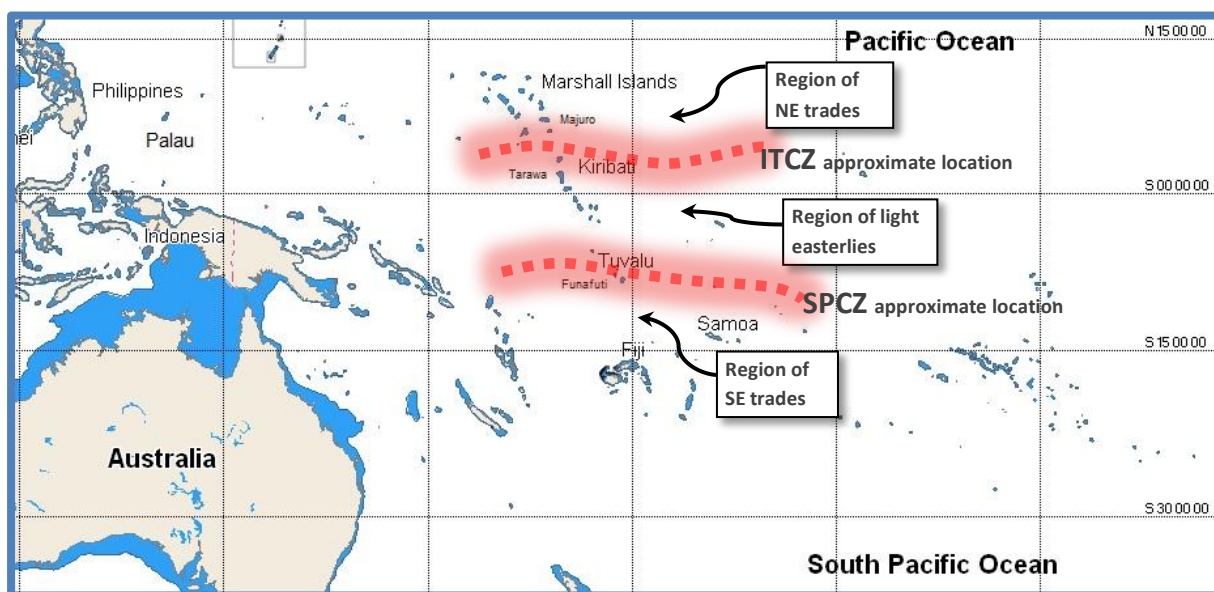 Pacific Ocean
N 15 00 00
Marshall Islands
Region of
NE trades
Philippines
Majuro
Palau
ITCZ approximate location
Kiribati
Tarawa
S 00 00 00
Region of light
easterlies
Indonesia
Tuvalu
Funafuti
SPCZ approximate location
Samoa
Fiji
S 15 00 00
Region of
SE trades
Australia
S 30 00 00
South Pacific Ocean